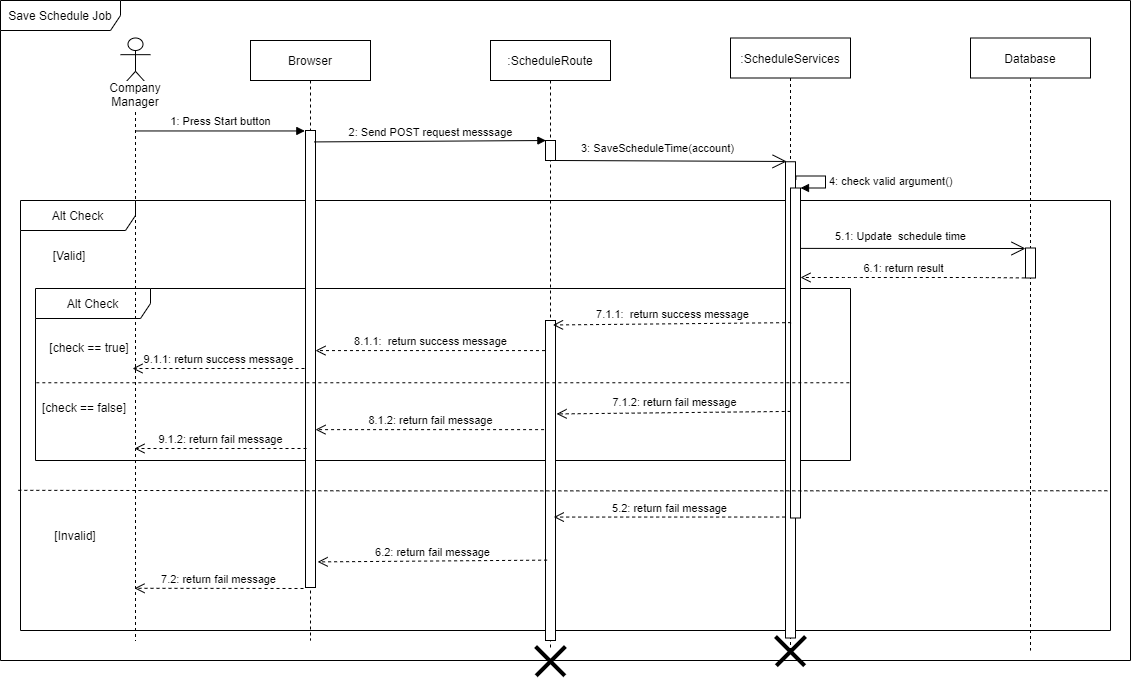 Save Schedule Job
Company
Manager
Browser
:ScheduleRoute
:ScheduleServices
Database
1: Press Start button
2: Send POST request messsage
3: SaveScheduleTime(account)
4: check valid argument()
Alt Check
[Valid]
5.1: Update schedule time
6.1: return result
Alt Check
7.1.1: return success message
[check == true]
8.1.1: return success message
9.1.1: return success message
[check == false]
7.1.2: return fail message
8.1.2: return fail message
9.1.2: return fail message
5.2: return fail message
[Invalid]
6.2: return fail message
7.2: return fail message